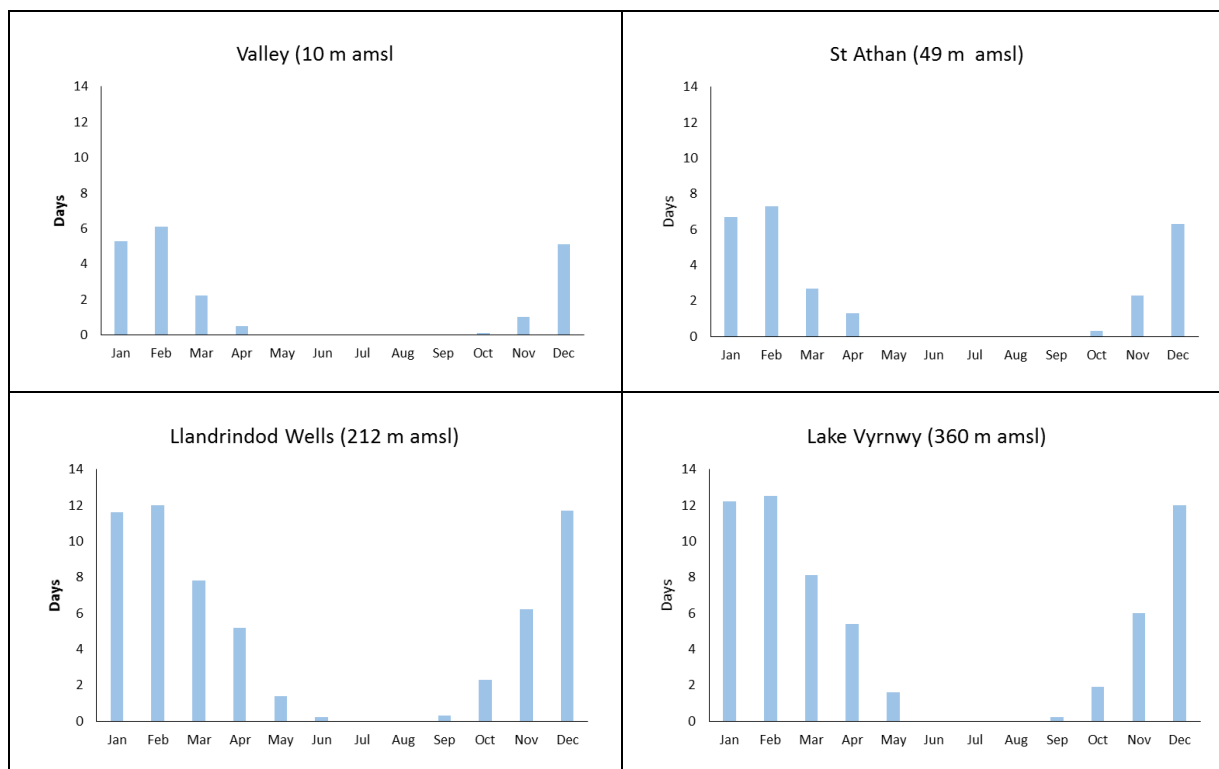 Valley (10 m amsl
14
12
10
8
6
4
2
0
Days
Jan Feb Mar Apr May Jun Jul Aug Sep Oct Nov Dec
St Athan (49 m amsl)
14
12
10
8
6
4
2
0
Days
Jan Feb Mar Apr May Jun Jul Aug Sep Oct Nov Dec
Llandrindod Wells (212 m amsl)
14
12
10
8
6
4
2
0
Days
Jan Feb Mar Apr May Jun Jul Aug Sep Oct Nov Dec
Lake Vyrnwy (360 m amsl)
14
12
10
8
6
4
2
0
Days
Jan Feb Mar Apr May Jun Jul Aug Sep Oct Nov Dec